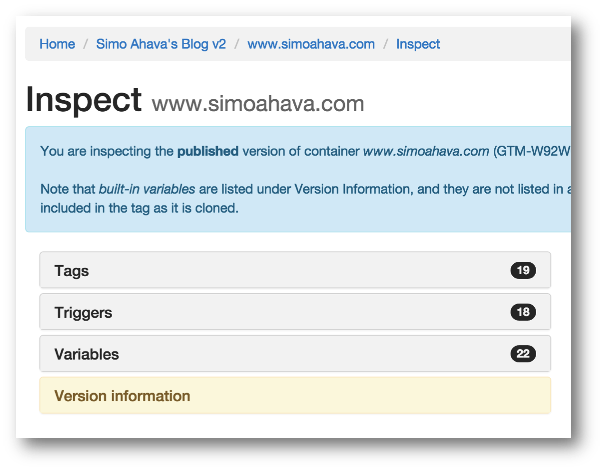 Home / Simo Ahava's Blog v2 / www.simoahava.com / Inspect
Inspect www.simoahava.com
You are inspecting the published version of container www.simoahava.com (GTM-W92W
Note that built-in variables are listed under Version Information, and they are not listed in a
included in the tag as it is cloned.
Tags 19
Triggers 18
Variables 22
Version information